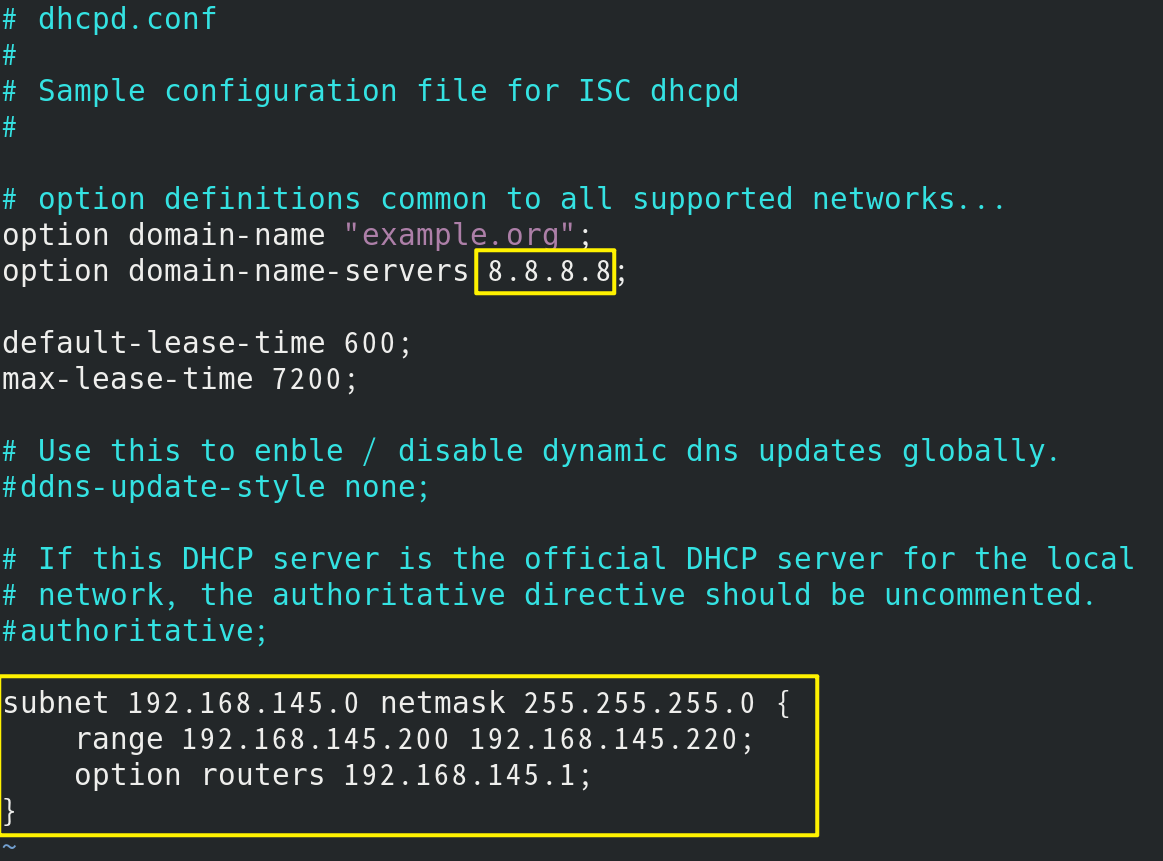 # dhcpd.conf
#
# Sample configuration file for ISC dhcpd
#
# option definitions common to all supported networks...
option domain-name "example.org";
option domain-name-servers 8.8.8.8;
default-lease-time 600;
max-lease-time 7200;
# Use this to enble / disable dynamic dns updates globally.
#ddns-update-style none;
# If this DHCP server is the official DHCP server for the local
# network, the authoritative directive should be uncommented.
#authoritative;
subnet 192.168.145.0 netmask 255.255.255.0 {
    range 192.168.145.200 192.168.145.220;
    option routers 192.168.145.1;
}
~